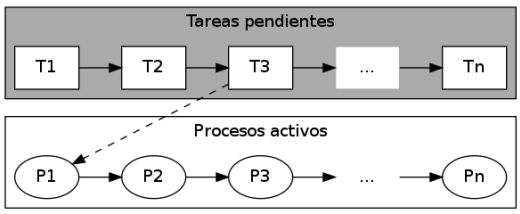 Tareas pendientes
T1 T2 T3 ... Tn
Procesos activos
P1 P2 P3 ... Pn